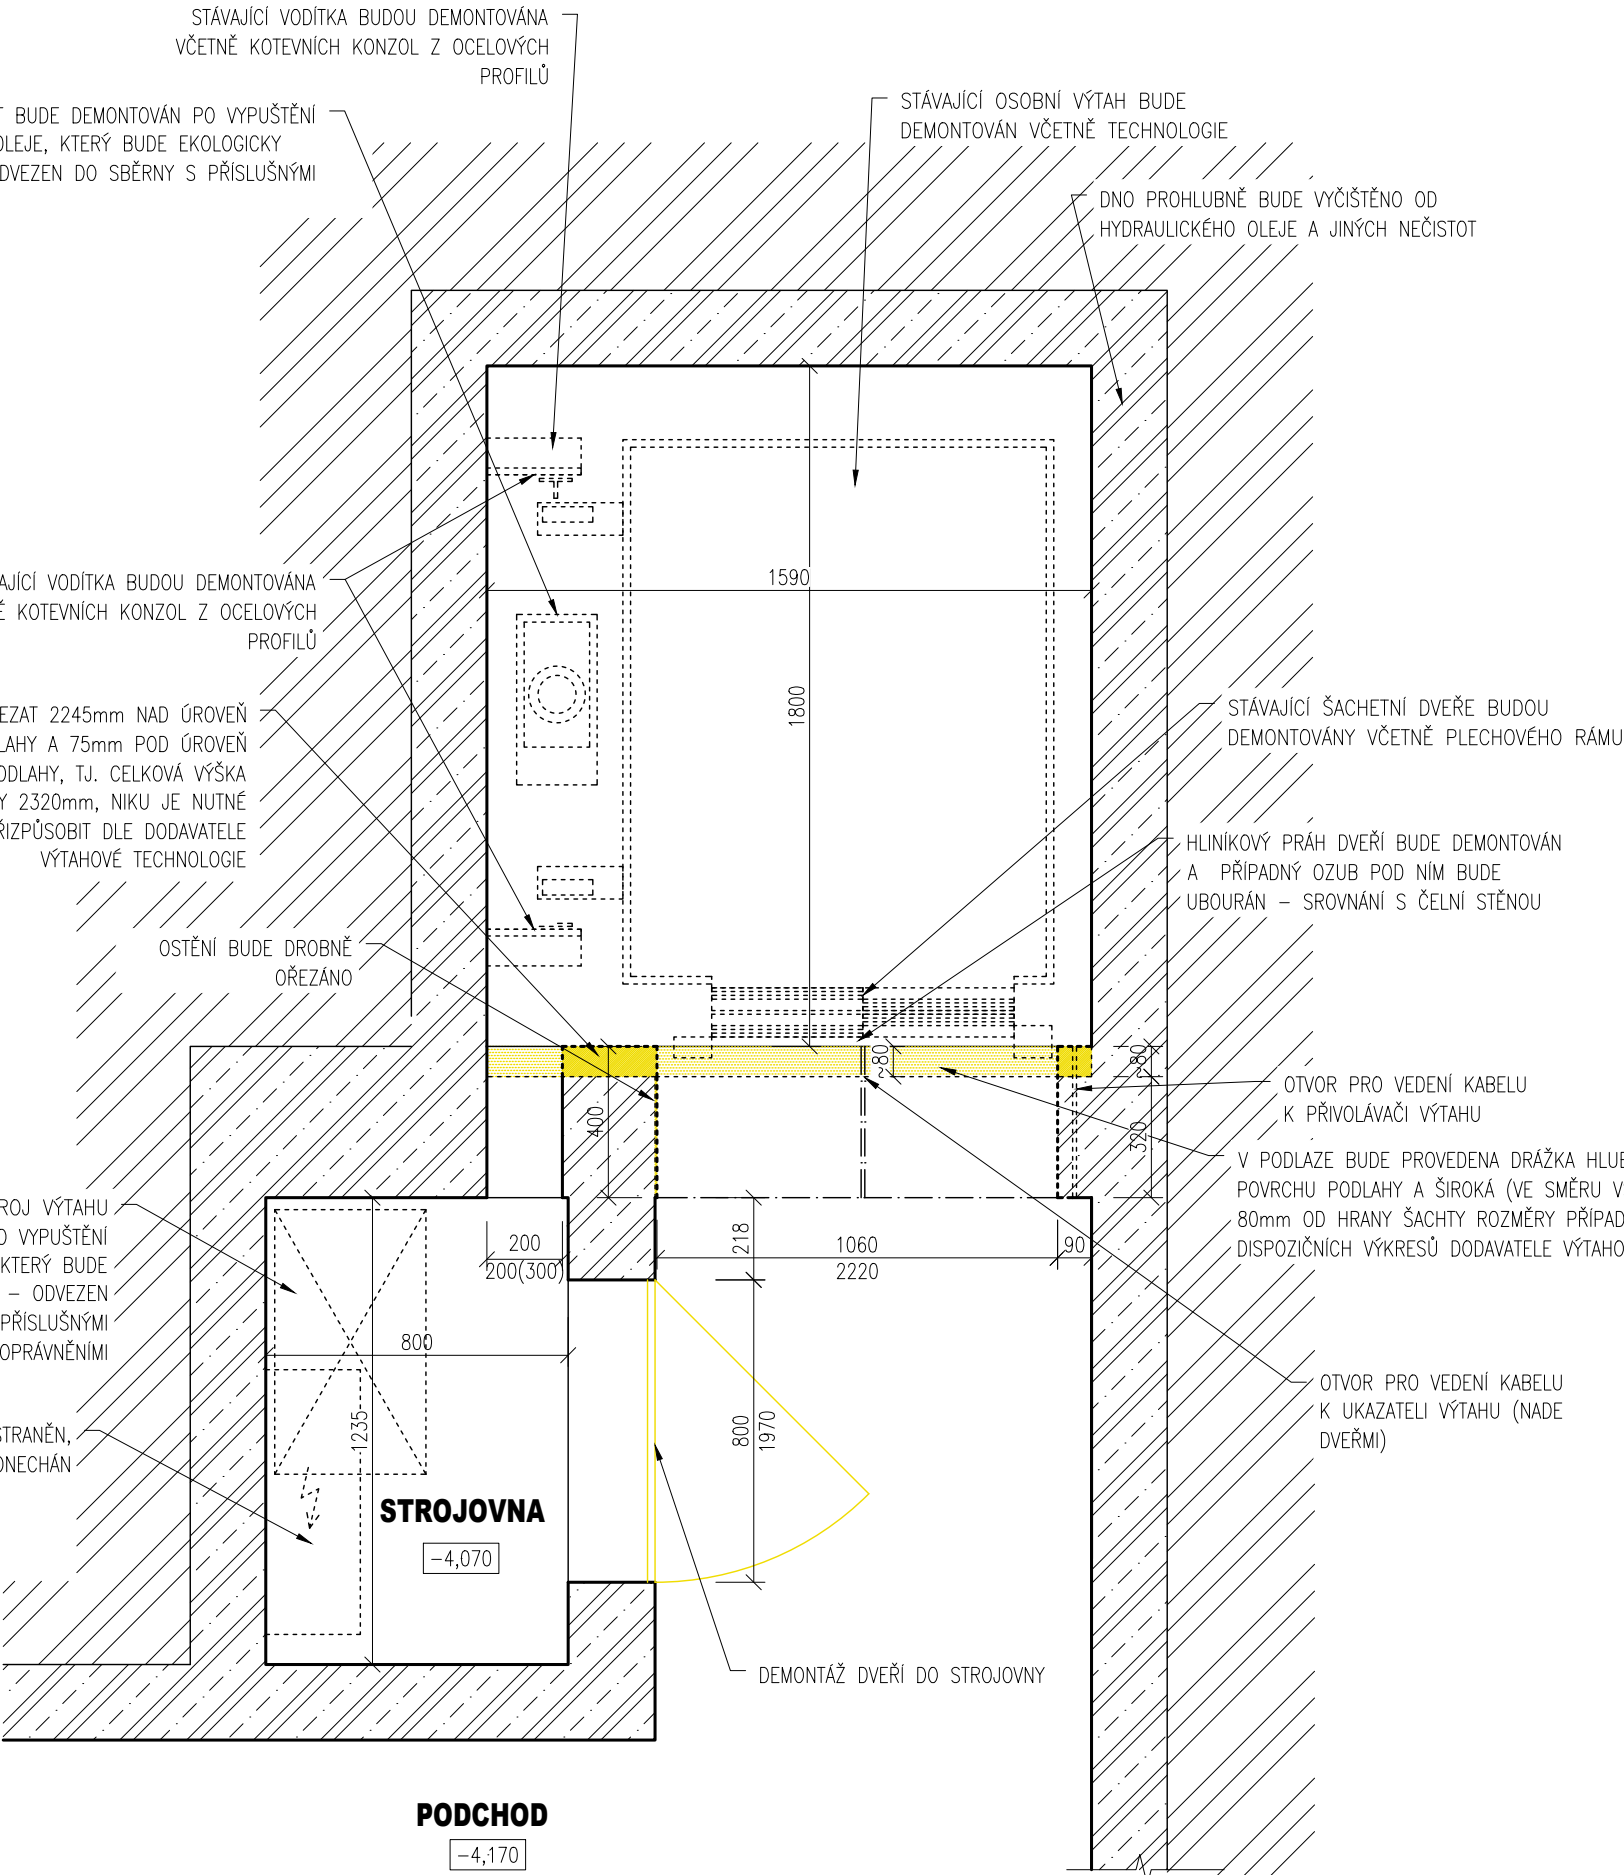 STÁVAJÍCÍ VODÍTKA BUDOU DEMONTOVÁNA
VČETNĚ KOTEVNÍCH KONZOL Z OCELOVÝCH
PROFILŮ
BUDE DEMONTOVÁN PO VYPUŠTĚNÍ
OLEJE, KTERÝ BUDE EKOLOGICKY
DO SBĚRNY S PŘÍSLUŠNÝMI
STÁVAJÍCÍ OSOBNÍ VÝTAH BUDE
DEMONTOVÁN VČETNĚ TECHNOLOGIE
DNO PROHLUBNĚ BUDE VYČIŠTĚNO OD
HYDRAULICKÉHO OLEJE A JINÝCH NEČISTOT
VODÍTKA BUDOU DEMONTOVÁNA
KOTEVNÍCH KONZOL Z OCELOVÝCH
PROFILŮ
1590
1800
2245mm NAD ÚROVEŇ
A 75mm POD ÚROVEŇ
TJ. CELKOVÁ VÝŠKA
2320mm, NIKU JE NUTNÉ
DLE DODAVATELE
VÝTAHOVÉ TECHNOLOGIE
STÁVAJÍCÍ ŠACHETNÍ DVEŘE BUDOU
DEMONTOVÁNY VČETNĚ PLECHOVÉHO RÁMU
HLINÍKOVÝ PRÁH DVEŘÍ BUDE DEMONTOVÁN
A PŘÍPADNÝ OZUB POD NÍM BUDE
UBOURÁN – SROVNÁNÍ S ČELNÍ STĚNOU
OSTĚNÍ BUDE DROBNĚ
OŘEZÁNO
~80
~80
400
320
OTVOR PRO VEDENÍ KABELU
K PŘIVOLÁVAČI VÝTAHU
V PODLAZE BUDE PROVEDENA DRÁŽKA
POVRCHU PODLAHY A ŠIROKÁ (VE SMĚRU
80mm OD HRANY ŠACHTY ROZMĚRY
DISPOZIČNÍCH VÝKRESŮ DODAVATELE
VÝTAHU
VYPUŠTĚNÍ
KTERÝ BUDE
– ODVEZEN
PŘÍSLUŠNÝMI
OPRÁVNĚNÍMI
200
200(300)
218
1060
2220
90
800
1235
800
1970
OTVOR PRO VEDENÍ KABELU
K UKAZATELI VÝTAHU (NADE
DVEŘMI)
STROJOVNA
-4,070
DEMONTÁŽ DVEŘÍ DO STROJOVNY
PODCHOD
-4,170